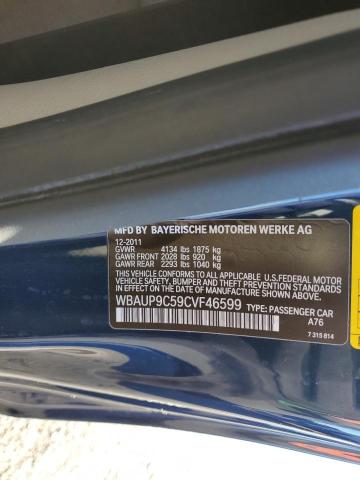 MFD BY BAYERISCHE MOTOREN WERKE AG
12-2011
GVWR 4134 lbs 1875 kg
GAWR FRONT 2028 lbs 920 kg
GAWR REAR 2293 lbs 1040 kg
THIS VEHICLE CONFORMS TO ALL APPLICABLE U.S.FEDERAL MOTOR
VEHICLE SAFETY, BUMPER, AND THEFT PREVENTION STANDARDS
IN EFFECT ON THE DATE OF MANUFACTURE SHOWN ABOVE.
WBAUP9C59CVF46599 TYPE: PASSENGER CAR
A76
7 315 814